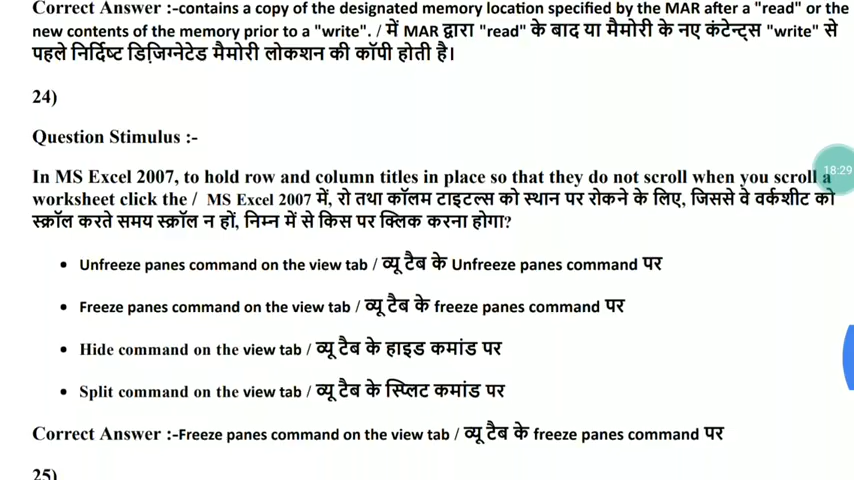 Correct Answer :-contains a copy of the designated memory location specified by the MAR after a "read" or the
new contents of the memory prior to a "write". / में MAR द्वारा "read" के बाद या मैमोरी के नए कंटेन्ट्स "write" से
पहले निर्दिष्ट डिज़िग्नेटेड मैमोरी लोकशन की कॉपी होती है।
24)
Question Stimulus :-
18:29
In MS Excel 2007, to hold row and column titles in place so that they do not scroll when you scroll a
worksheet click the / MS Excel 2007 में, रो तथा कॉलम टाइटल्स को स्थान पर रोकने के लिए, जिससे वे वर्कशीट को
स्क्रॉल करते समय स्क्रॉल न हों, निम्न में से किस पर क्लिक करना होगा?
• Unfreeze panes command on the view tab / व्यू टैब के Unfreeze panes command पर
• Freeze panes command on the view tab / व्यू टैब के freeze panes command पर
• Hide command on the view tab / व्यू टैब के हाइड कमांड पर
• Split command on the view tab / व्यू टैब के स्प्लिट कमांड पर
Correct Answer :-Freeze panes command on the view tab / व्यू टैब के freeze panes command पर
25)